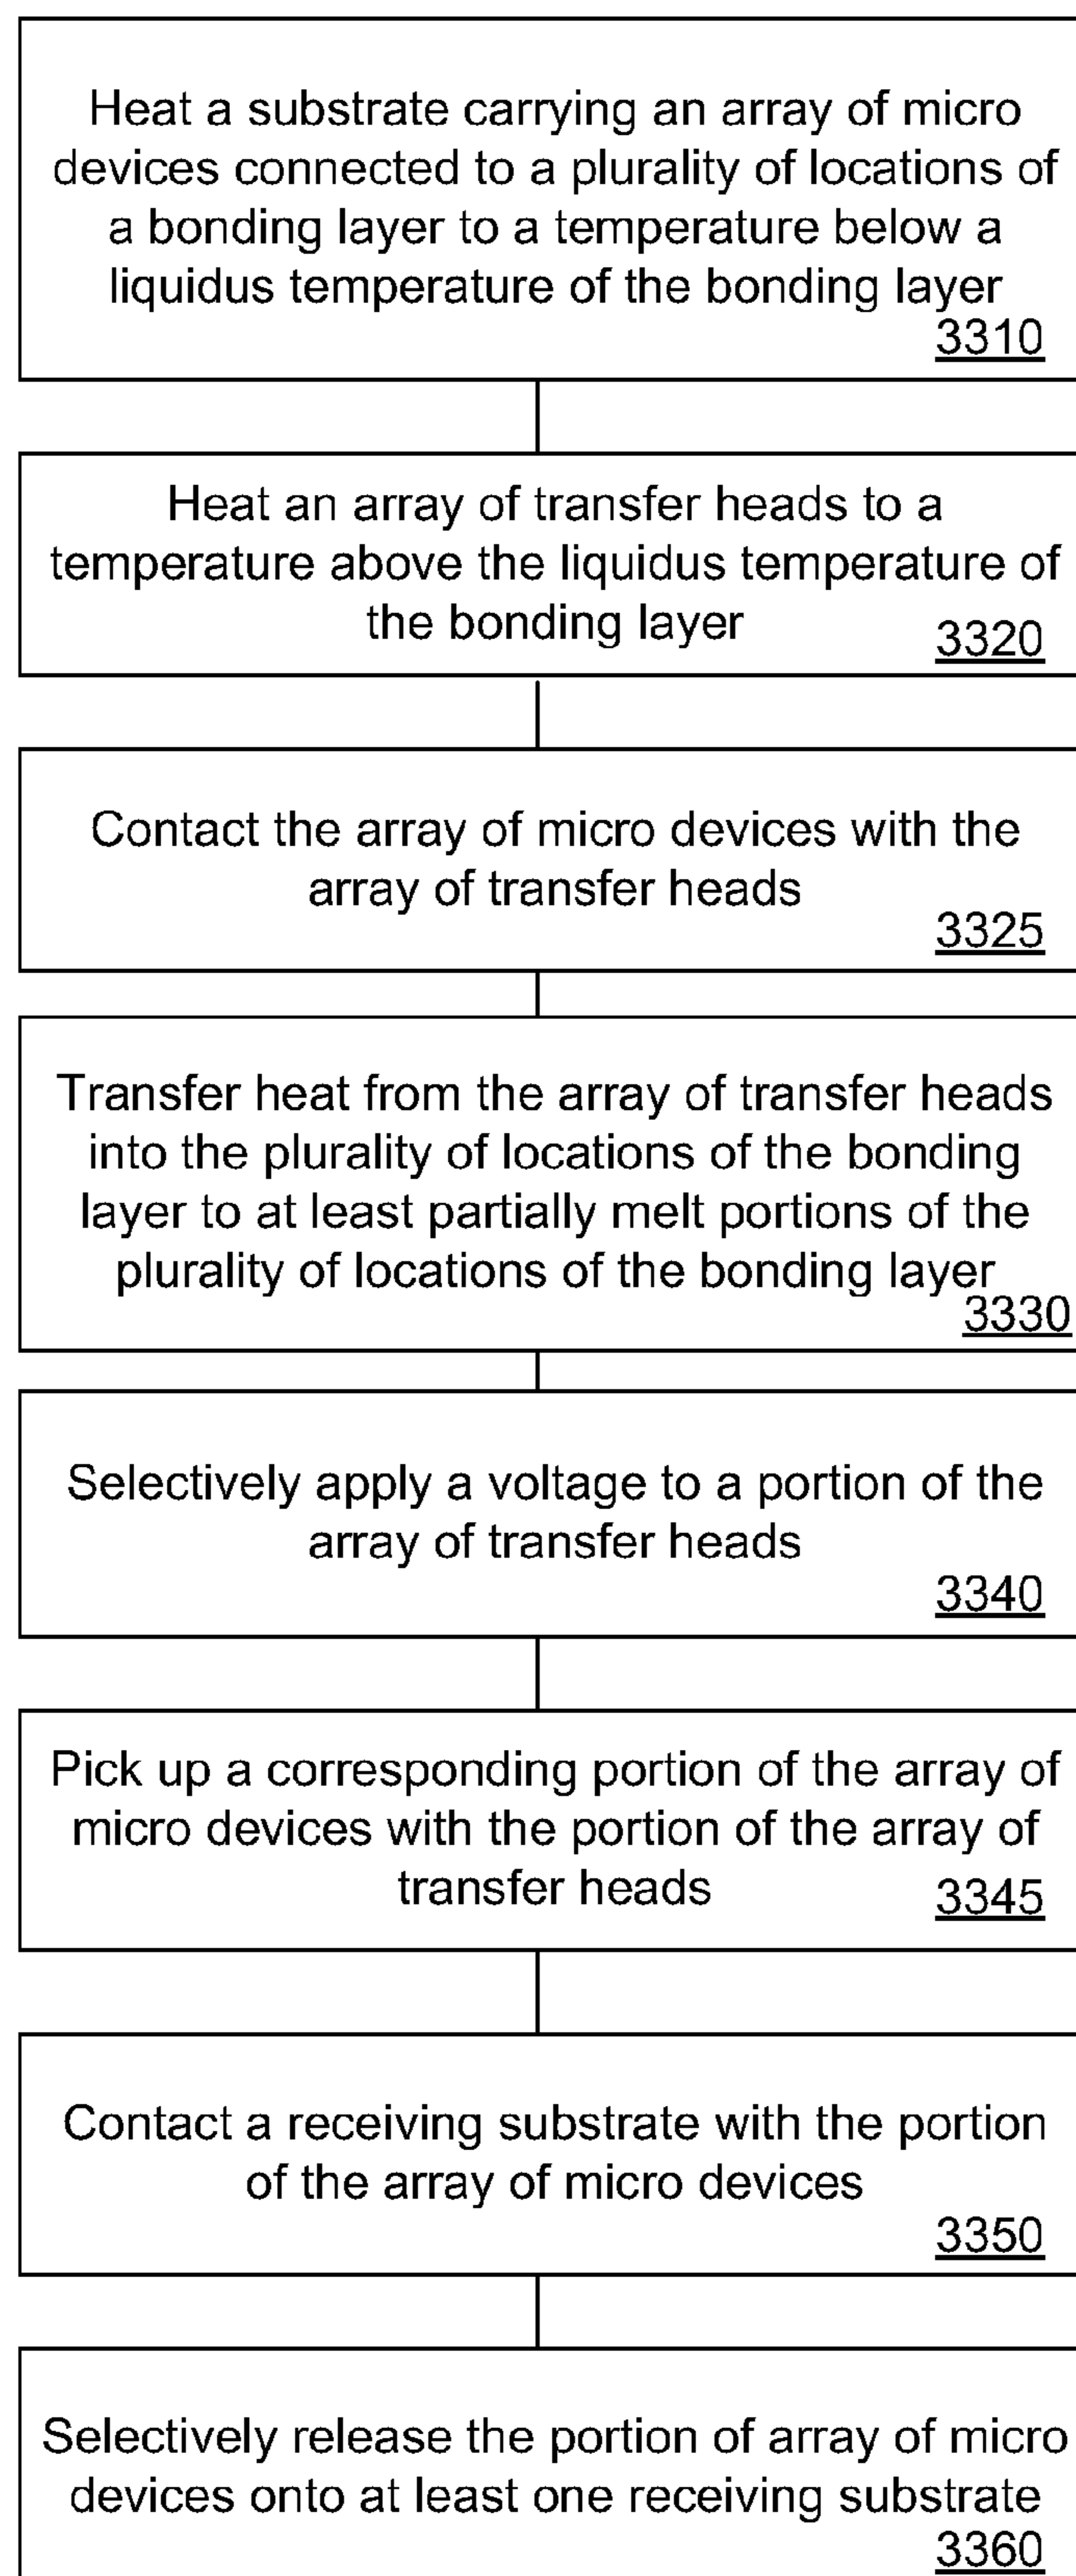 Heat a substrate carrying an array of micro
devices connected to a plurality of locations of
a bonding layer to a temperature below a
liquidus temperature of the bonding layer
3310
Heat an array of transfer heads to a
temperature above the liquidus temperature of
the bonding layer
3320
Contact the array of micro devices with the
array of transfer heads
3325
Transfer heat from the array of transfer heads
into the plurality of locations of the bonding
layer to at least partially melt portions of the
plurality of locations of the bonding layer
3330
Selectively apply a voltage to a portion of the
array of transfer heads
3340
Pick up a corresponding portion of the array of
micro devices with the portion of the array of
transfer heads
3345
Contact a receiving substrate with the portion
of the array of micro devices
3350
Selectively release the portion of array of micro
devices onto at least one receiving substrate
3360